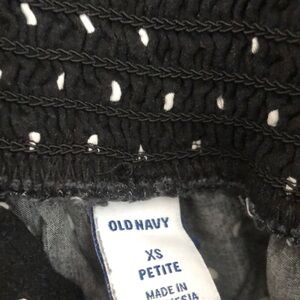 OLD NAVY
XS
PETITE
MADE IN